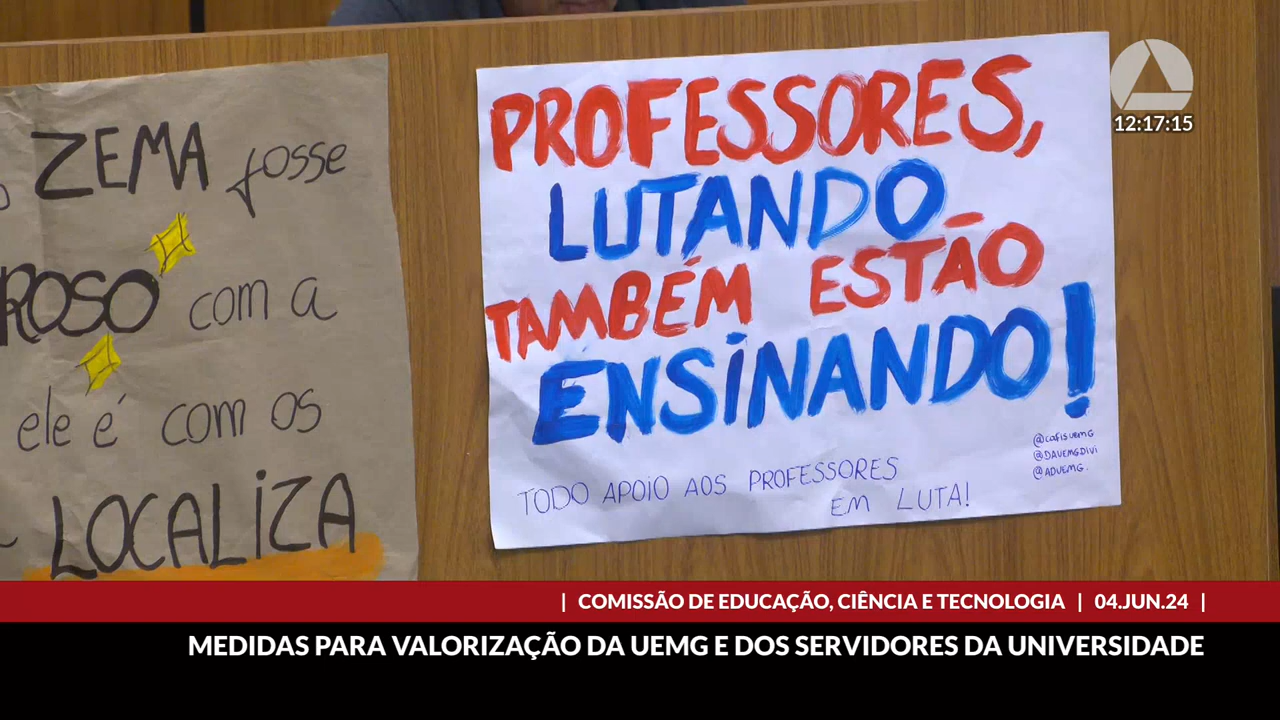 ZEMA fosse
ROSO com a
ele é com os
LOCALIZA
PROFESSORES,
LUTANDO
TAMBÉM ESTÃO
ENSINANDO!
@CAFISUEMG
@DAUEMGDIVI
@ADUEMG.
TODO APOIO AOS PROFESSORES
EM LUTA!
12:17:15
| COMISSÃO DE EDUCAÇÃO, CIÊNCIA E TECNOLOGIA | 04.JUN.24 |
MEDIDAS PARA VALORIZAÇÃO DA UEMG E DOS SERVIDORES DA UNIVERSIDADE